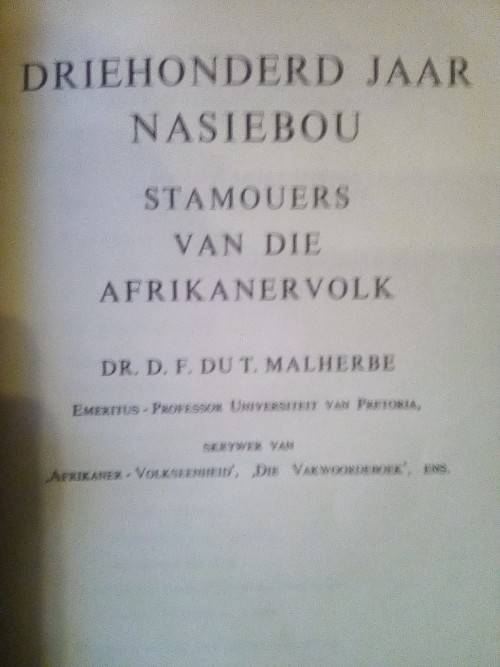 DRIEHONDERD JAAR
NASIEBOU
STAMOUERS
VAN DIE
AFRIKANERVOLK
DR. D. F. DU T. MALHERBE
EMERITUS - PROFESSOR UNIVERSITEIT VAN PRETORIA,
SKRYWER VAN
‚AFRIKANER - VOLKSEENHEID’, ‚DIE VAKWOORDEBOEK’, ENS.